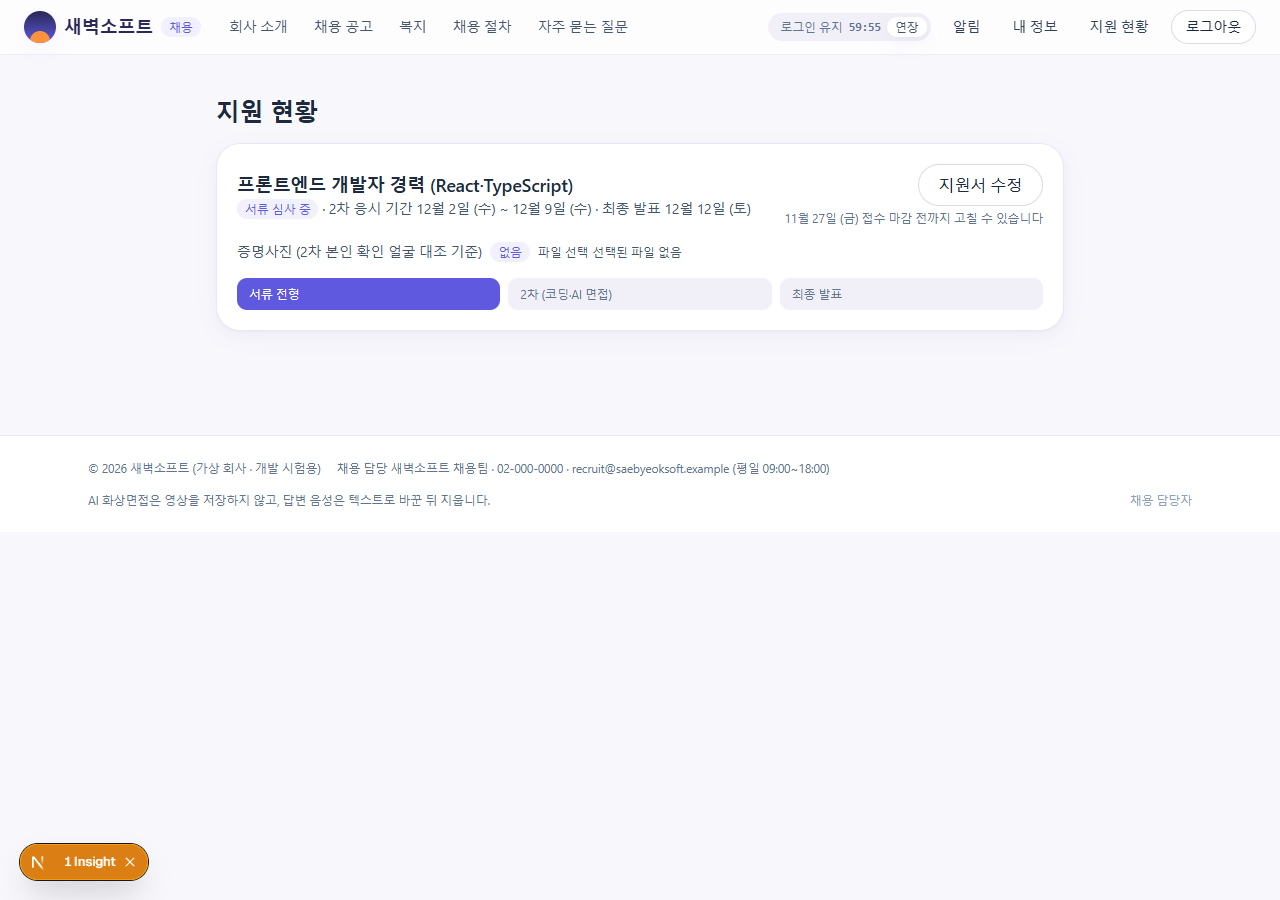 새벽소프트 채용 회사 소개 채용 공고 복지 채용 절차 자주 묻는 질문 로그인 유지 59:55 연장 알림 내 정보 지원 현황 로그아웃
지원 현황
프론트엔드 개발자 경력 (React·TypeScript)
지원서 수정
서류 심사 중 · 2차 응시 기간 12월 2일 (수) ~ 12월 9일 (수) · 최종 발표 12월 12일 (토)
11월 27일 (금) 접수 마감 전까지 고칠 수 있습니다
증명사진 (2차 본인 확인 얼굴 대조 기준) 없음 파일 선택 선택된 파일 없음
서류 전형 2차 (코딩·AI 면접) 최종 발표
© 2026 새벽소프트 (가상 회사 · 개발 시험용) 채용 담당 새벽소프트 채용팀 · 02-000-0000 · recruit@saebyeoksoft.example (평일 09:00~18:00)
AI 화상면접은 영상을 저장하지 않고, 답변 음성은 텍스트로 바꾼 뒤 지웁니다. 채용 담당자
N 1 Insight ×